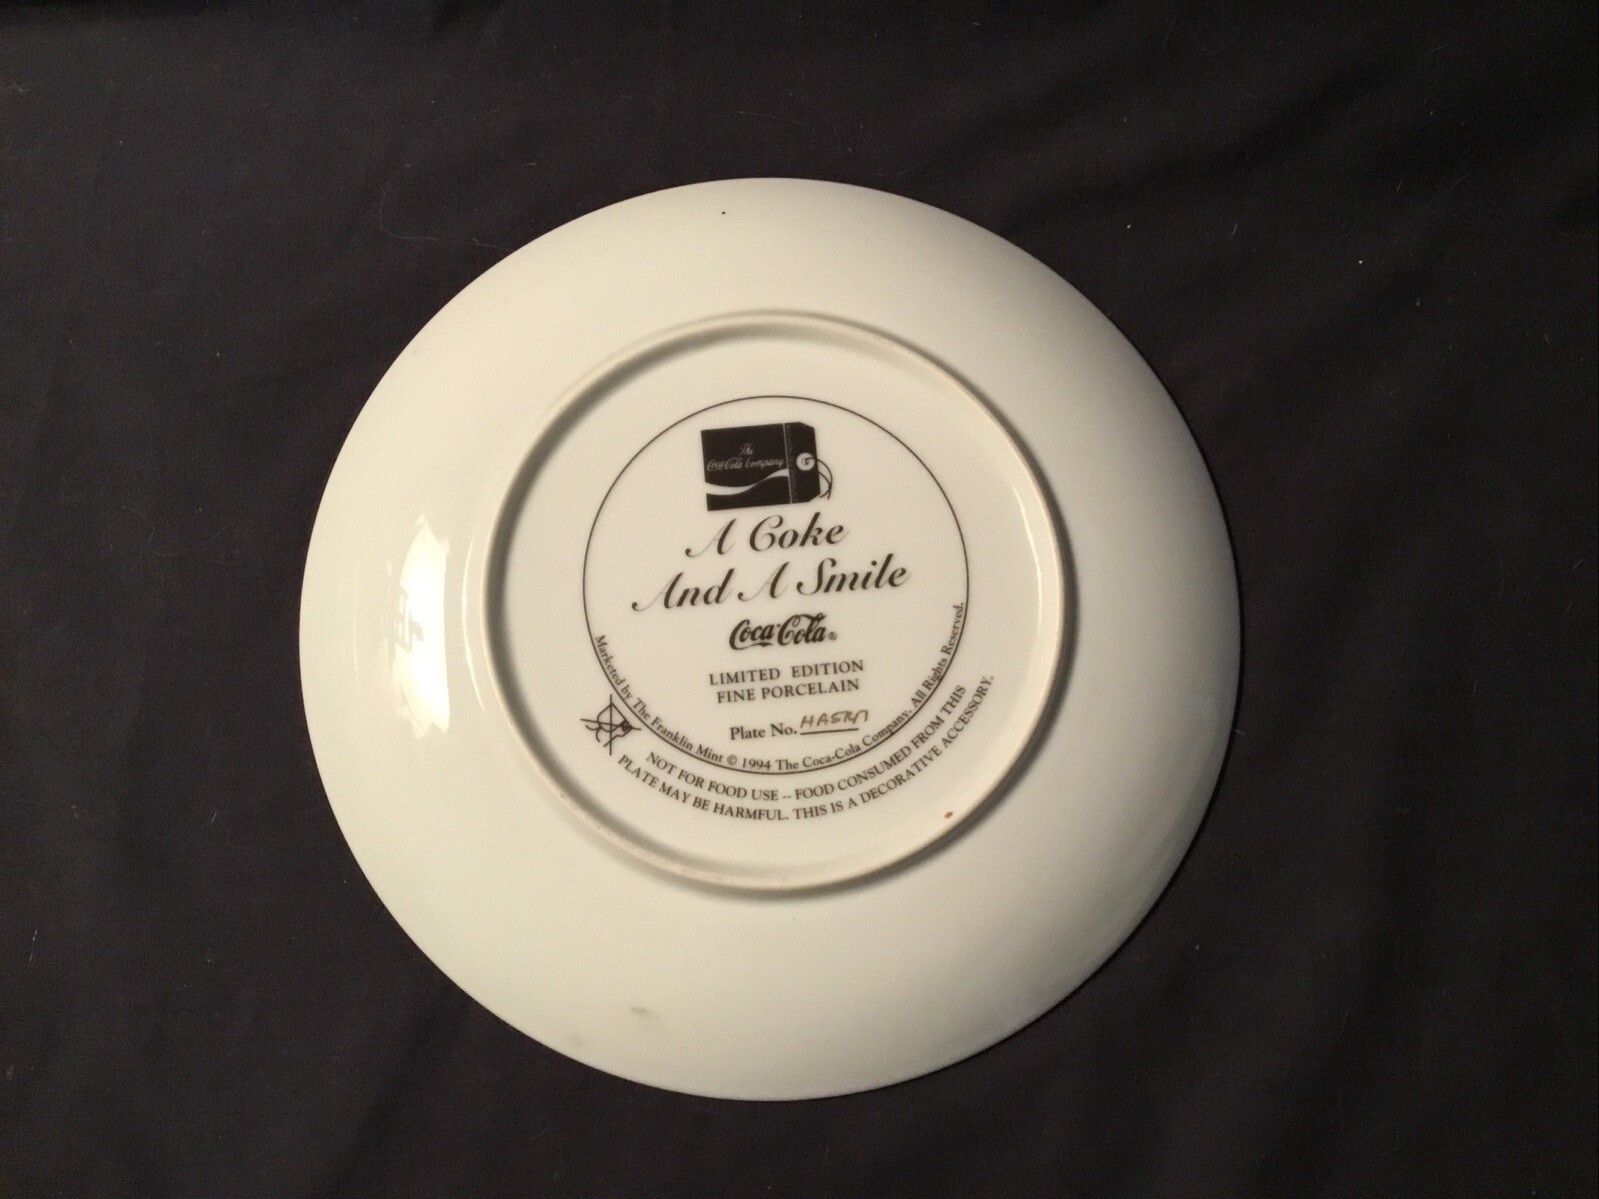 The
Coca-Cola Company
A Coke
And A Smile
Coca-Cola®
LIMITED EDITION
FINE PORCELAIN
Plate No.
Marketed by The Franklin Mint © 1994 The Coca-Cola Company. All Rights Reserved.
NOT FOR FOOD USE -- FOOD CONSUMED FROM THIS
PLATE MAY BE HARMFUL. THIS IS A DECORATIVE ACCESSORY.